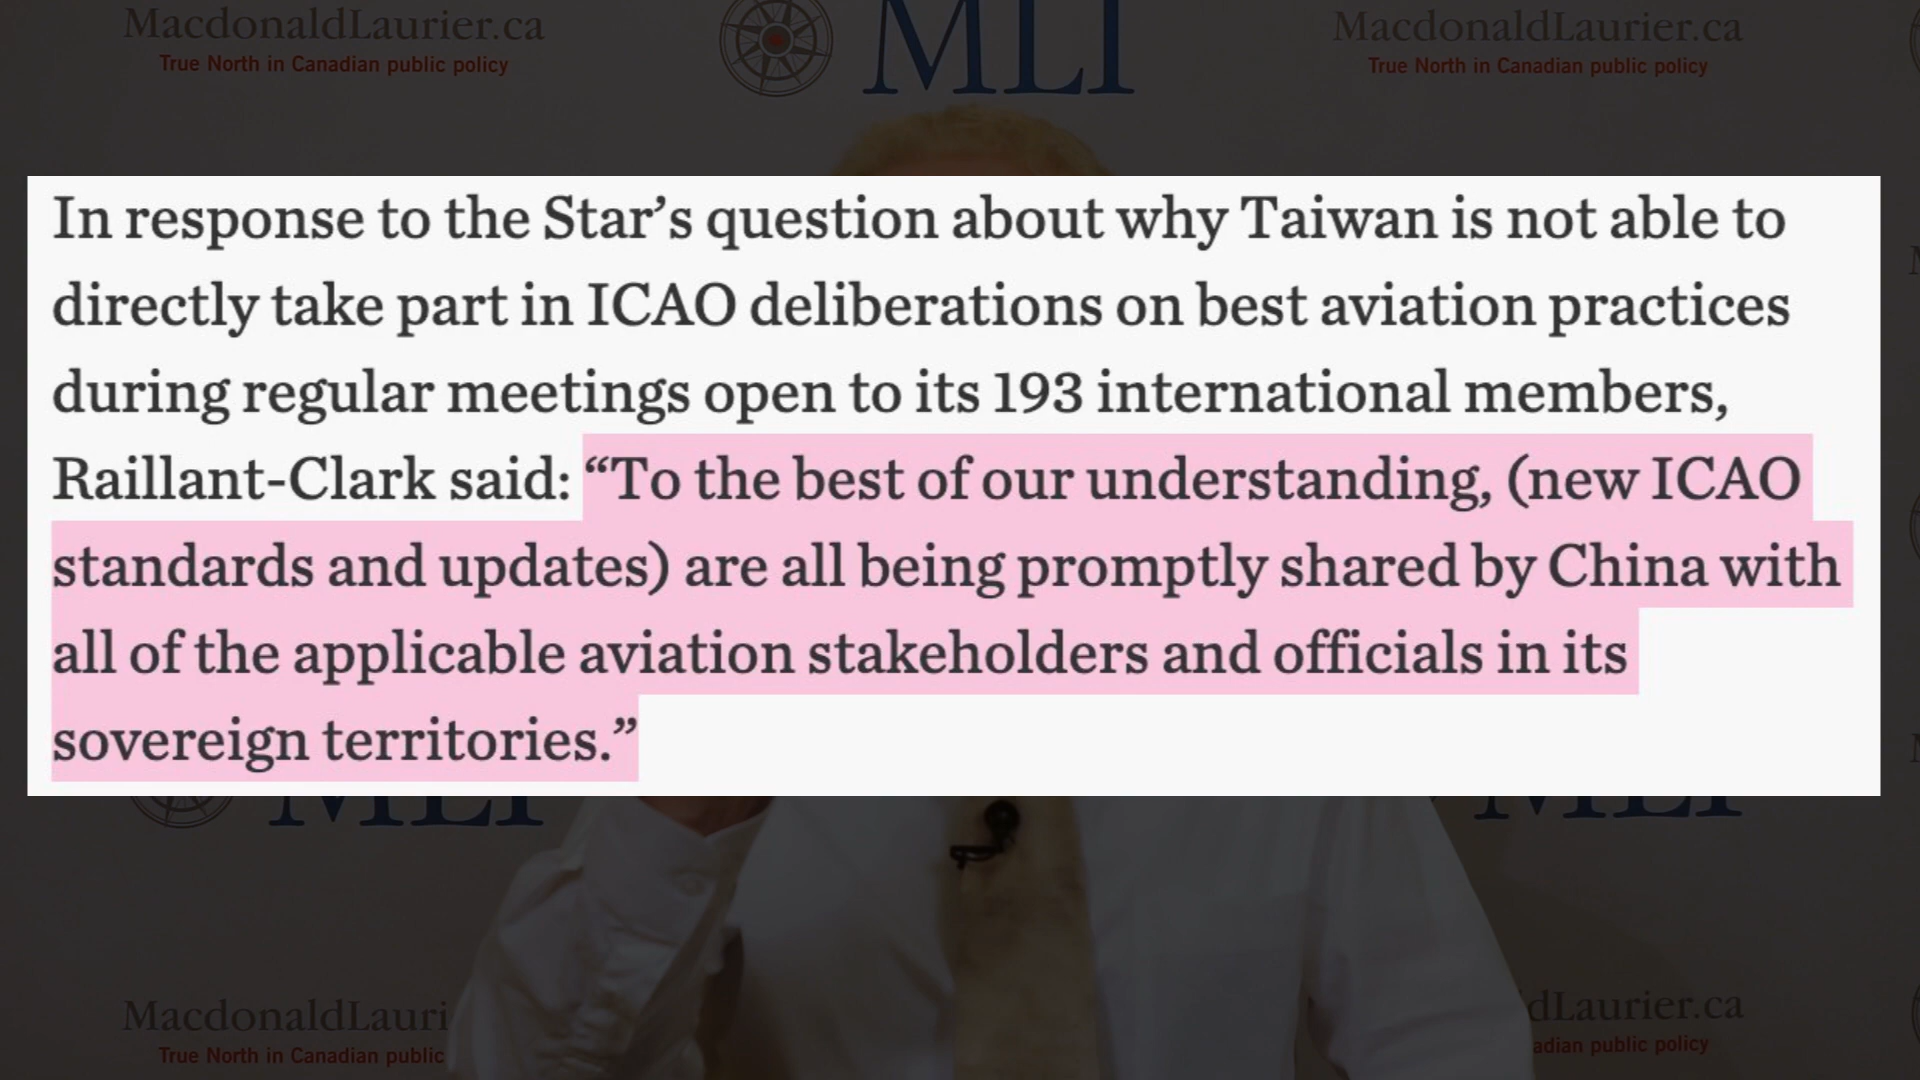 MacdonaldLaurier.ca
True North in Canadian public policy
MLI
MacdonaldLaurier.ca
True North in Canadian public policy
In response to the Star’s question about why Taiwan is not able to
directly take part in ICAO deliberations on best aviation practices
during regular meetings open to its 193 international members,
Raillant-Clark said: “To the best of our understanding, (new ICAO
standards and updates) are all being promptly shared by China with
all of the applicable aviation stakeholders and officials in its
sovereign territories.”
MLI
MLI
MacdonaldLauri
True North in Canadian public
dLaurier.ca
adian public policy